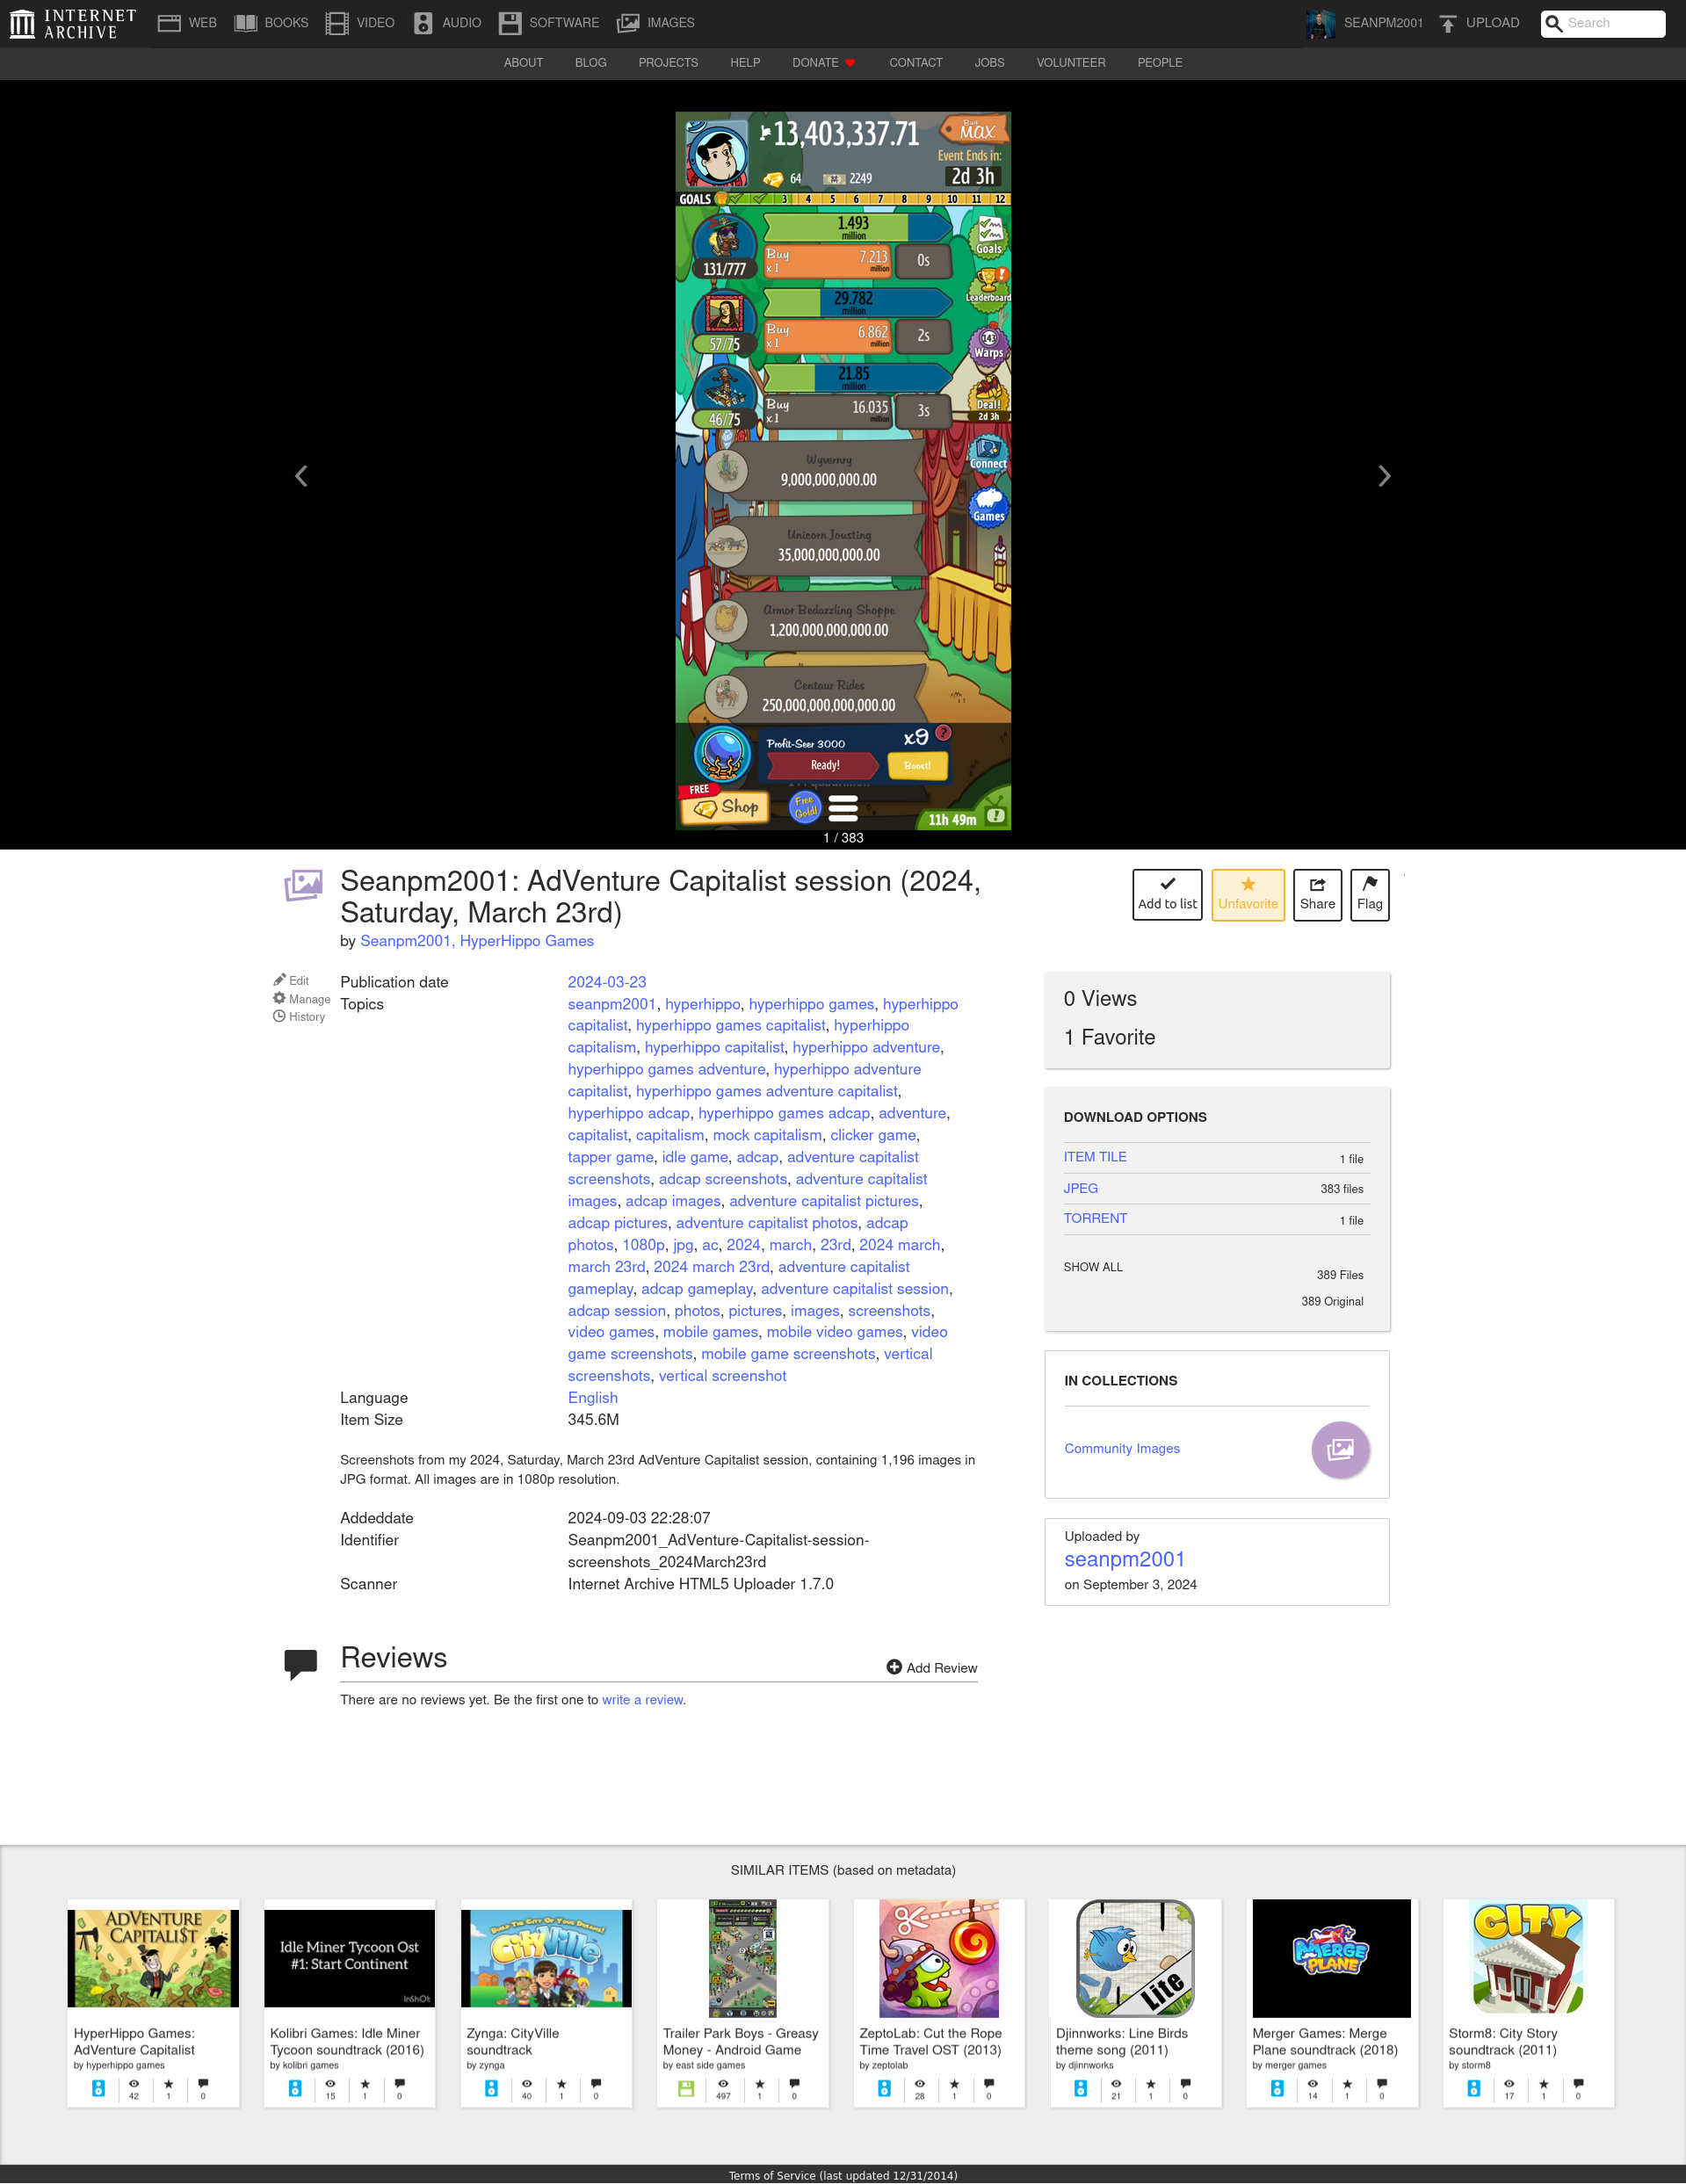 INTERNET ARCHIVE
WEB BOOKS VIDEO AUDIO SOFTWARE IMAGES SEANPM2001 UPLOAD Search
ABOUT BLOG PROJECTS HELP DONATE CONTACT JOBS VOLUNTEER PEOPLE
13,403,337.71
Buy MAX
Event Ends in:
64 2249 2d 3h
GOALS 3 4 5 6 7 8 9 10 11 12
1.493
million
Goals
Buy x1 7.213 million 0s
131/777
Leaderboard
29.782
million
Buy x1 6.862 million 2s
57/75
143
Warps
21.85
million
Deal!
2d 3h
Buy x1 16.035 million 3s
46/75
Wyvernry
9,000,000,000.00
Connect
Games
Unicorn Jousting
35,000,000,000.00
Armor Bedazzling Shoppe
1,200,000,000,000.00
Centaur Rides
250,000,000,000,000.00
Profit-Seer 3000 x9 ?
Ready! Boost!
FREE
Shop Free Gold! 11h 49m
1 / 383
Seanpm2001: AdVenture Capitalist session (2024,
Saturday, March 23rd)
by Seanpm2001, HyperHippo Games
Add to list Unfavorite Share Flag
Edit
Manage
History
Publication date 2024-03-23
Topics seanpm2001, hyperhippo, hyperhippo games, hyperhippo
capitalist, hyperhippo games capitalist, hyperhippo
capitalism, hyperhippo capitalist, hyperhippo adventure,
hyperhippo games adventure, hyperhippo adventure
capitalist, hyperhippo games adventure capitalist,
hyperhippo adcap, hyperhippo games adcap, adventure,
capitalist, capitalism, mock capitalism, clicker game,
tapper game, idle game, adcap, adventure capitalist
screenshots, adcap screenshots, adventure capitalist
images, adcap images, adventure capitalist pictures,
adcap pictures, adventure capitalist photos, adcap
photos, 1080p, jpg, ac, 2024, march, 23rd, 2024 march,
march 23rd, 2024 march 23rd, adventure capitalist
gameplay, adcap gameplay, adventure capitalist session,
adcap session, photos, pictures, images, screenshots,
video games, mobile games, mobile video games, video
game screenshots, mobile game screenshots, vertical
screenshots, vertical screenshot
Language English
Item Size 345.6M
Screenshots from my 2024, Saturday, March 23rd AdVenture Capitalist session, containing 1,196 images in
JPG format. All images are in 1080p resolution.
Addeddate 2024-09-03 22:28:07
Identifier Seanpm2001_AdVenture-Capitalist-session-
screenshots_2024March23rd
Scanner Internet Archive HTML5 Uploader 1.7.0
0 Views
1 Favorite
DOWNLOAD OPTIONS
ITEM TILE 1 file
JPEG 383 files
TORRENT 1 file
SHOW ALL
389 Files
389 Original
IN COLLECTIONS
Community Images
Uploaded by
seanpm2001
on September 3, 2024
Reviews
Add Review
There are no reviews yet. Be the first one to write a review.
SIMILAR ITEMS (based on metadata)
ADVENTURE CAPITALIST
HyperHippo Games:
AdVenture Capitalist
by hyperhippo games
42 1 0
Idle Miner Tycoon Ost
#1: Start Continent
InShOt
Kolibri Games: Idle Miner
Tycoon soundtrack (2016)
by kolibri games
15 1 0
BUILD THE CITY OF YOUR DREAMS!
CityVille
Zynga: CityVille
soundtrack
by zynga
40 1 0
Trailer Park Boys - Greasy
Money - Android Game
by east side games
497 1 0
ZeptoLab: Cut the Rope
Time Travel OST (2013)
by zeptolab
28 1 0
Lite
Djinnworks: Line Birds
theme song (2011)
by djinnworks
21 1 0
MERGE PLANE
Merger Games: Merge
Plane soundtrack (2018)
by merger games
14 1 0
CITY
Storm8: City Story
soundtrack (2011)
by storm8
17 1 0
Terms of Service (last updated 12/31/2014)